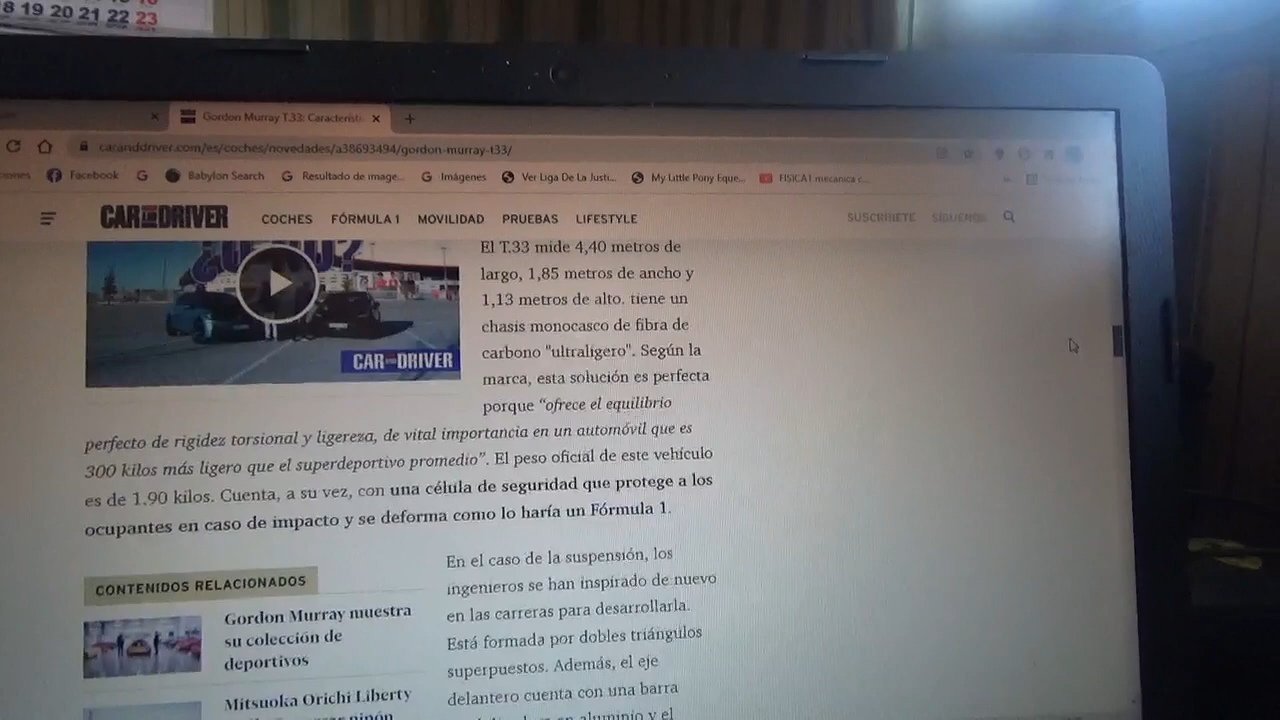 8 19 20 21 22 23
Gordon Murray T.33: Característi
caranddriver.com/es/coches/novedades/a38693494/gordon-murray-t33/
ciones Facebook Babylon Search Resultado de image... Imágenes Ver Liga De La Justi... My Little Pony Eque... FISICA I mecanica c...
CAR AND DRIVER COCHES FÓRMULA 1 MOVILIDAD PRUEBAS LIFESTYLE SUSCRÍBETE SÍGUENOS
CAR AND DRIVER
El T.33 mide 4,40 metros de
largo, 1,85 metros de ancho y
1,13 metros de alto. tiene un
chasis monocasco de fibra de
carbono "ultraligero". Según la
marca, esta solución es perfecta
porque “ofrece el equilibrio
perfecto de rigidez torsional y ligereza, de vital importancia en un automóvil que es
300 kilos más ligero que el superdeportivo promedio”. El peso oficial de este vehículo
es de 1.90 kilos. Cuenta, a su vez, con una célula de seguridad que protege a los
ocupantes en caso de impacto y se deforma como lo haría un Fórmula 1.
CONTENIDOS RELACIONADOS
Gordon Murray muestra
su colección de
deportivos
Mitsuoka Orichi Liberty
En el caso de la suspensión, los
ingenieros se han inspirado de nuevo
en las carreras para desarrollarla.
Está formada por dobles triángulos
superpuestos. Además, el eje
delantero cuenta con una barra
en aluminio y el